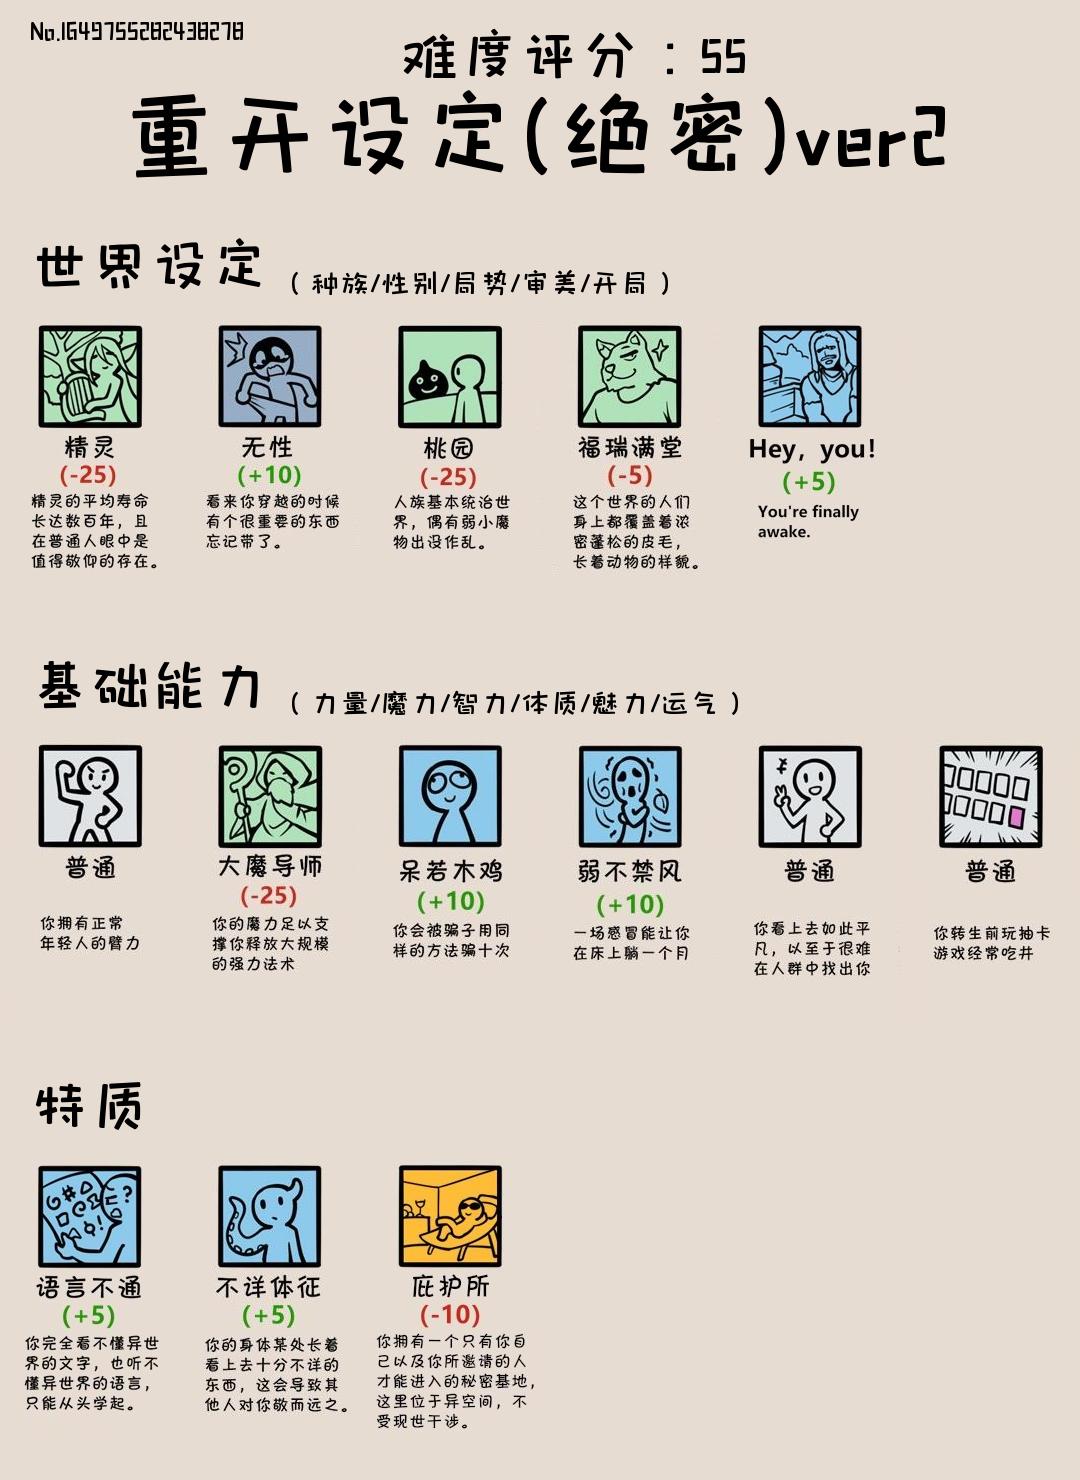 No.1649755282438278
难度评分：55
重开设定(绝密)ver2
世界设定（种族/性别/局势/审美/开局）
精灵
(-25)
精灵的平均寿命
长达数百年，且
在普通人眼中是
值得敬仰的存在。
无性
(+10)
看来你穿越的时候
有个很重要的东西
忘记带了。
桃园
(-25)
人族基本统治世
界，偶有弱小魔
物出没作乱。
福瑞满堂
(-5)
这个世界的人们
身上都覆盖着浓
密蓬松的皮毛，
长着动物的样貌。
Hey, you!
(+5)
You're finally
awake.
基础能力（力量/魔力/智力/体质/魅力/运气）
普通
你拥有正常
年轻人的臂力
大魔导师
(-25)
你的魔力足以支
撑你释放大规模
的强力法术
呆若木鸡
(+10)
你会被骗子用同
样的方法骗十次
弱不禁风
(+10)
一场感冒能让你
在床上躺一个月
普通
你看上去如此平
凡，以至于很难
在人群中找出你
普通
你转生前玩抽卡
游戏经常吃井
特质
语言不通
(+5)
你完全看不懂异世
界的文字，也听不
懂异世界的语言，
只能从头学起。
不详体征
(+5)
你的身体某处长着
看上去十分不详的
东西，这会导致其
他人对你敬而远之。
庇护所
(-10)
你拥有一个只有你自
己以及你所邀请的人
才能进入的秘密基地，
这里位于异空间，不
受现世干涉。